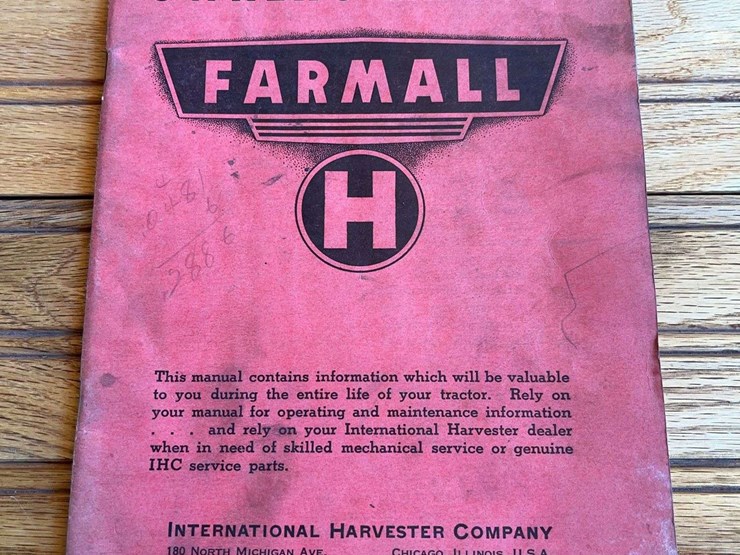 FARMALL
H
This manual contains information which will be valuable
to you during the entire life of your tractor. Rely on
your manual for operating and maintenance information
. . . and rely on your International Harvester dealer
when in need of skilled mechanical service or genuine
IHC service parts.
INTERNATIONAL HARVESTER COMPANY
180 NORTH MICHIGAN AVE. CHICAGO, ILLINOIS, U.S.A.